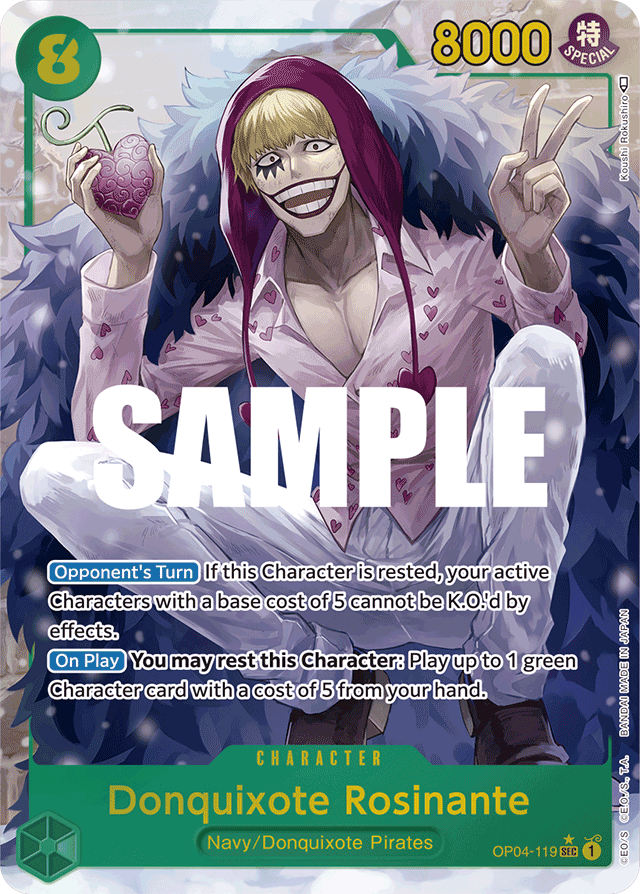 8
8000
特
SPECIAL
Koushi Rokushiro
SAMPLE
Opponent's Turn If this Character is rested, your active
Characters with a base cost of 5 cannot be K.O.'d by
effects.
On Play You may rest this Character: Play up to 1 green
Character card with a cost of 5 from your hand.
CHARACTER
Donquixote Rosinante
Navy/Donquixote Pirates
OP04-119 SEC 1
©E.O/S ©E.O./S., T.A. BANDAI MADE IN JAPAN